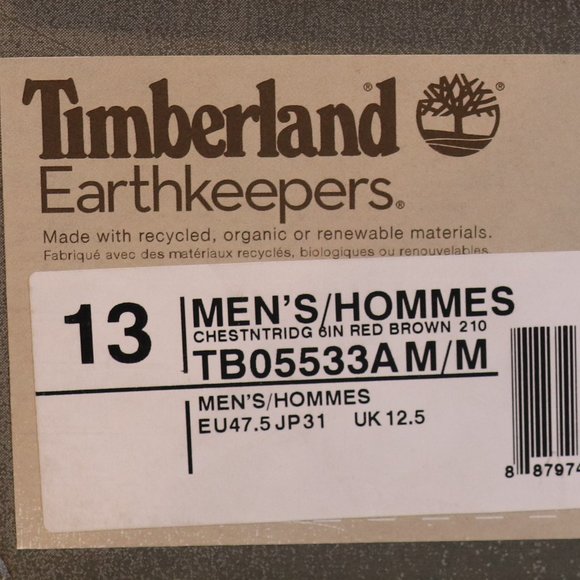 Timberland®
Earthkeepers®
Made with recycled, organic or renewable materials.
Fabriqué avec des matériaux recyclés, biologiques ou renouvelables.
13
MEN'S/HOMMES
CHESTNTRIDG 6IN RED BROWN 210
TB05533A M/M
MEN'S/HOMMES
EU47.5 JP31 UK 12.5
8 87974